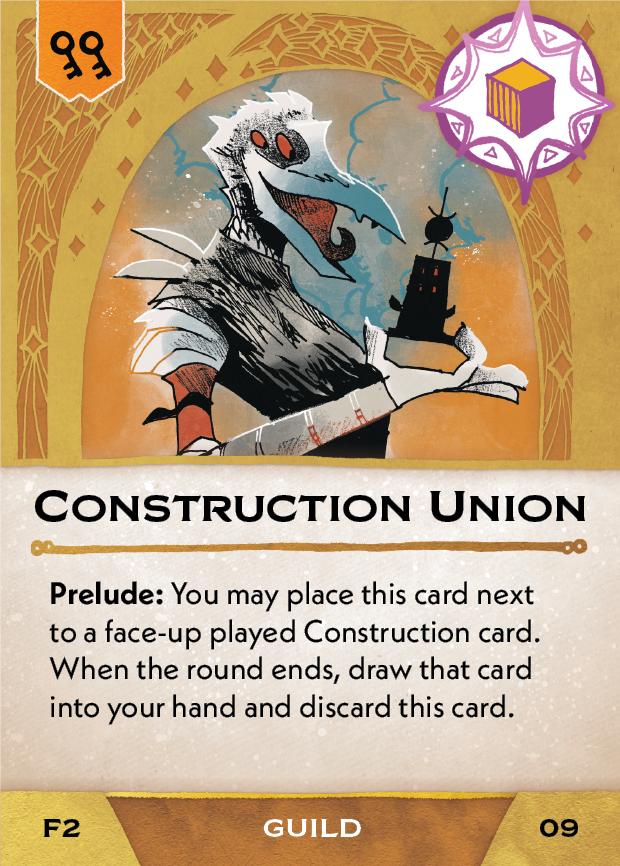 Construction Union
Prelude: You may place this card next
to a face-up played Construction card.
When the round ends, draw that card
into your hand and discard this card.
F2 GUILD 09